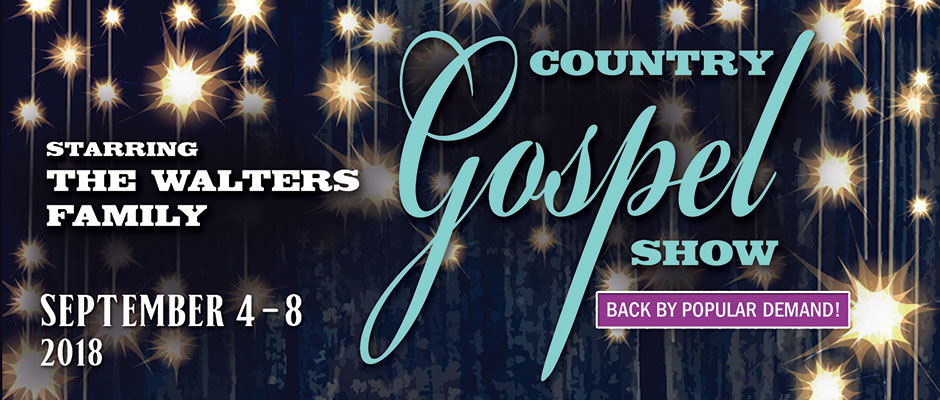 STARRING
THE WALTERS
FAMILY
SEPTEMBER 4–8
2018
COUNTRY
Gospel
SHOW
BACK BY POPULAR DEMAND!